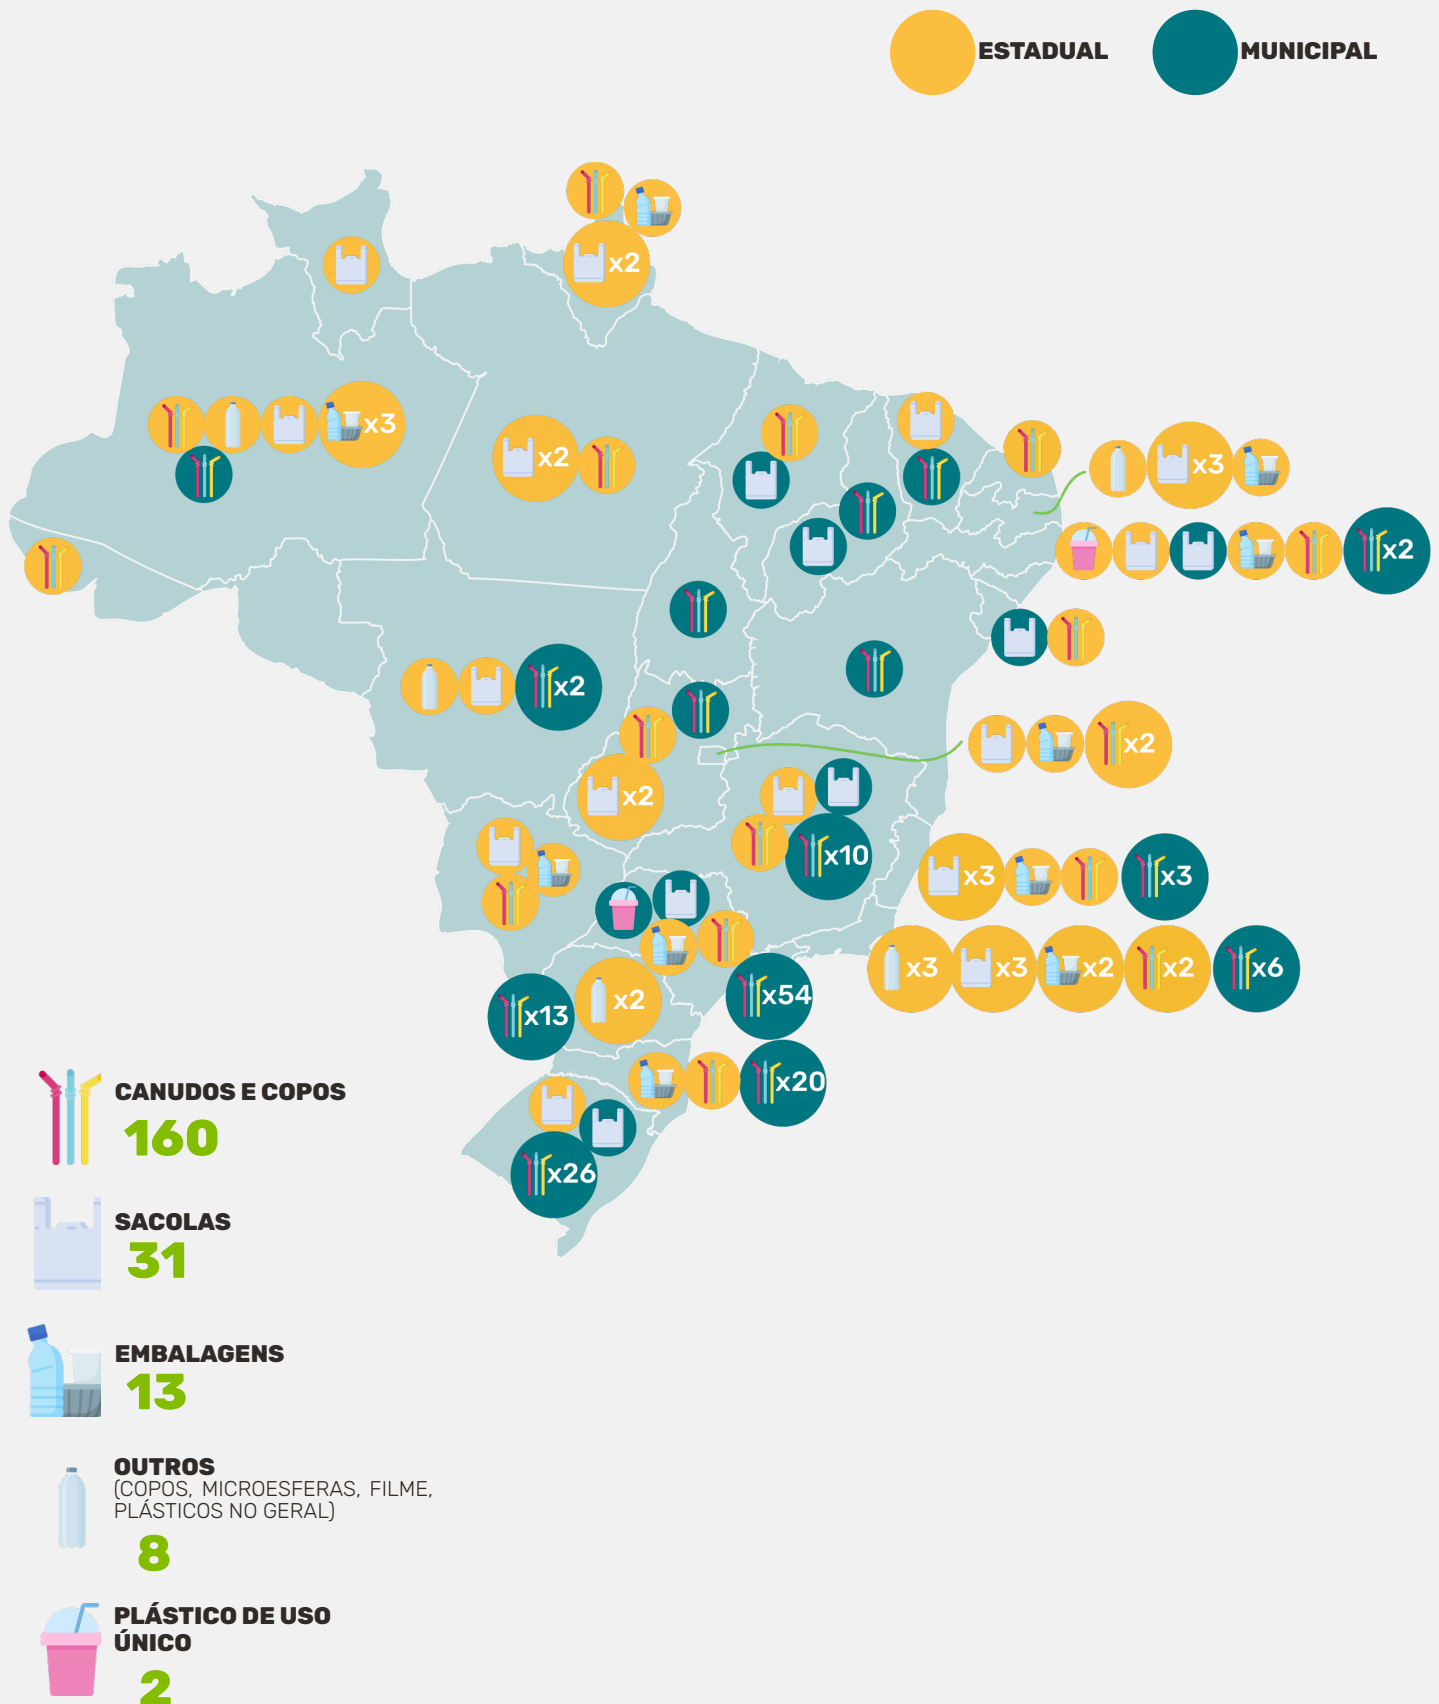 ESTADUAL
MUNICIPAL
x2
x3
x2
x3
x2
x2
x2
x2
x10
x3
x3
x3
x3
x2
x2
x6
x2
x13
x54
x20
x26
CANUDOS E COPOS
160
SACOLAS
31
EMBALAGENS
13
OUTROS
(COPOS, MICROESFERAS, FILME,
PLÁSTICOS NO GERAL)
8
PLÁSTICO DE USO
ÚNICO
2